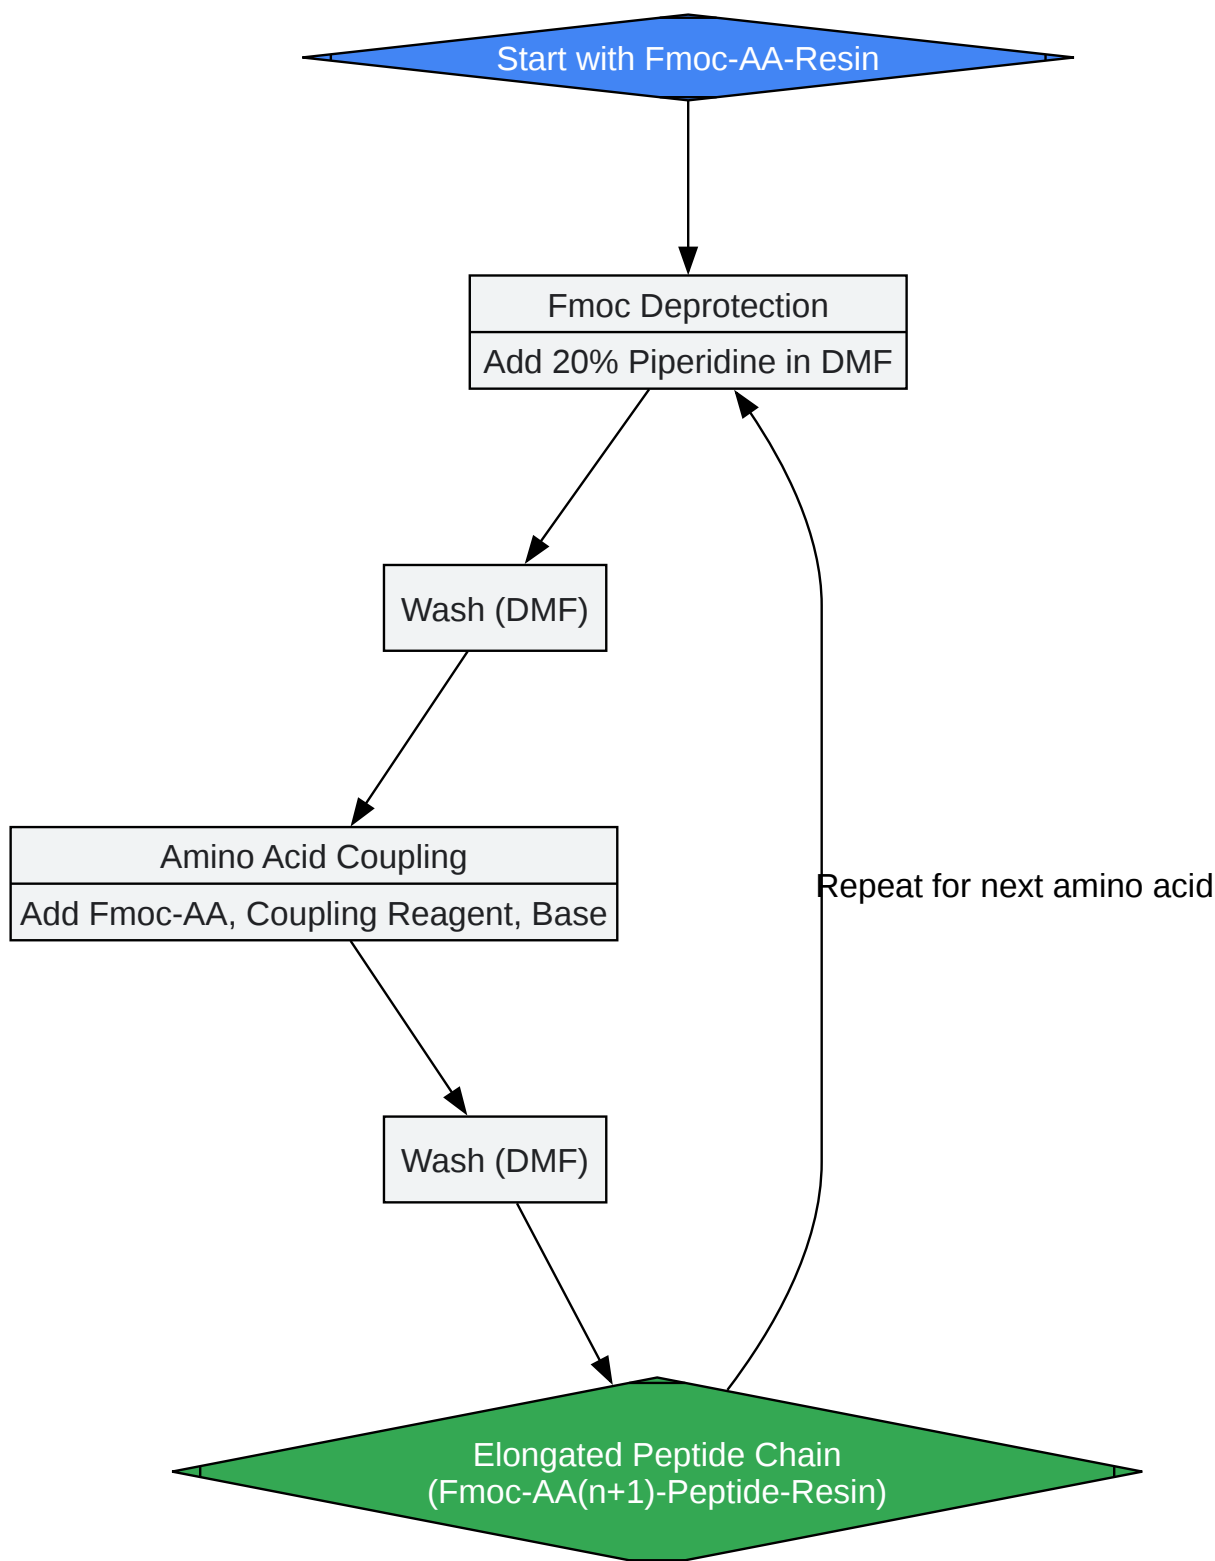 Start with Fmoc-AA-Resin
Fmoc Deprotection
Add 20% Piperidine in DMF
Wash (DMF)
Amino Acid Coupling
Add Fmoc-AA, Coupling Reagent, Base
Repeat for next amino acid
Wash (DMF)
Elongated Peptide Chain
(Fmoc-AA(n+1)-Peptide-Resin)